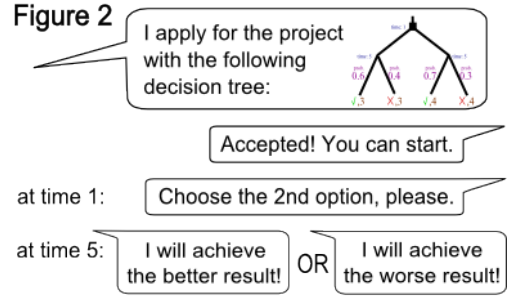 Figure 2
I apply for the project
with the following
decision tree:
time: 1
time: 5 time: 5
prob. prob. prob. prob.
0.6 0.4 0.7 0.3
√,3 X,3 √,4 X,4
Accepted! You can start.
at time 1: Choose the 2nd option, please.
at time 5: I will achieve
the better result! OR I will achieve
the worse result!